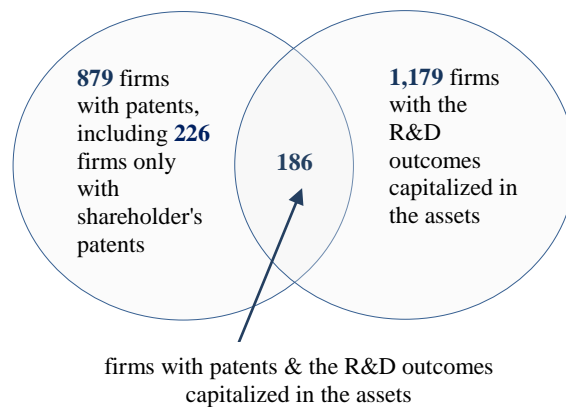 879 firms
with patents,
including 226
firms only
with
shareholder's
patents
186
1,179 firms
with the
R&D
outcomes
capitalized in
the assets
firms with patents & the R&D outcomes
capitalized in the assets